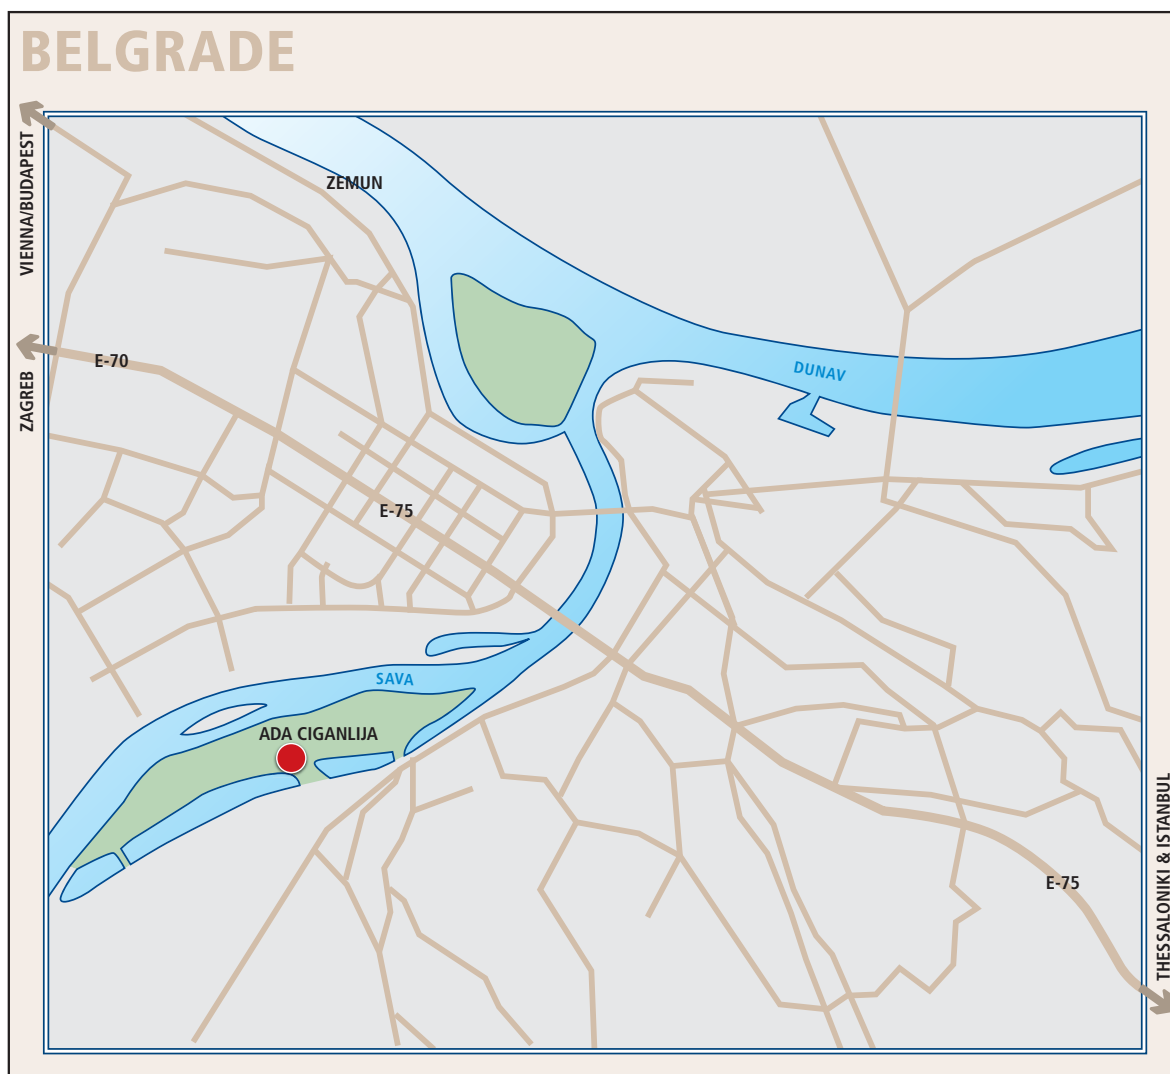 BELGRADE
VIENNA/BUDAPEST
ZEMUN
E-70
DUNAV
ZAGREB
E-75
SAVA
ADA CIGANLIJA
E-75
THESSALONIKI & ISTANBUL